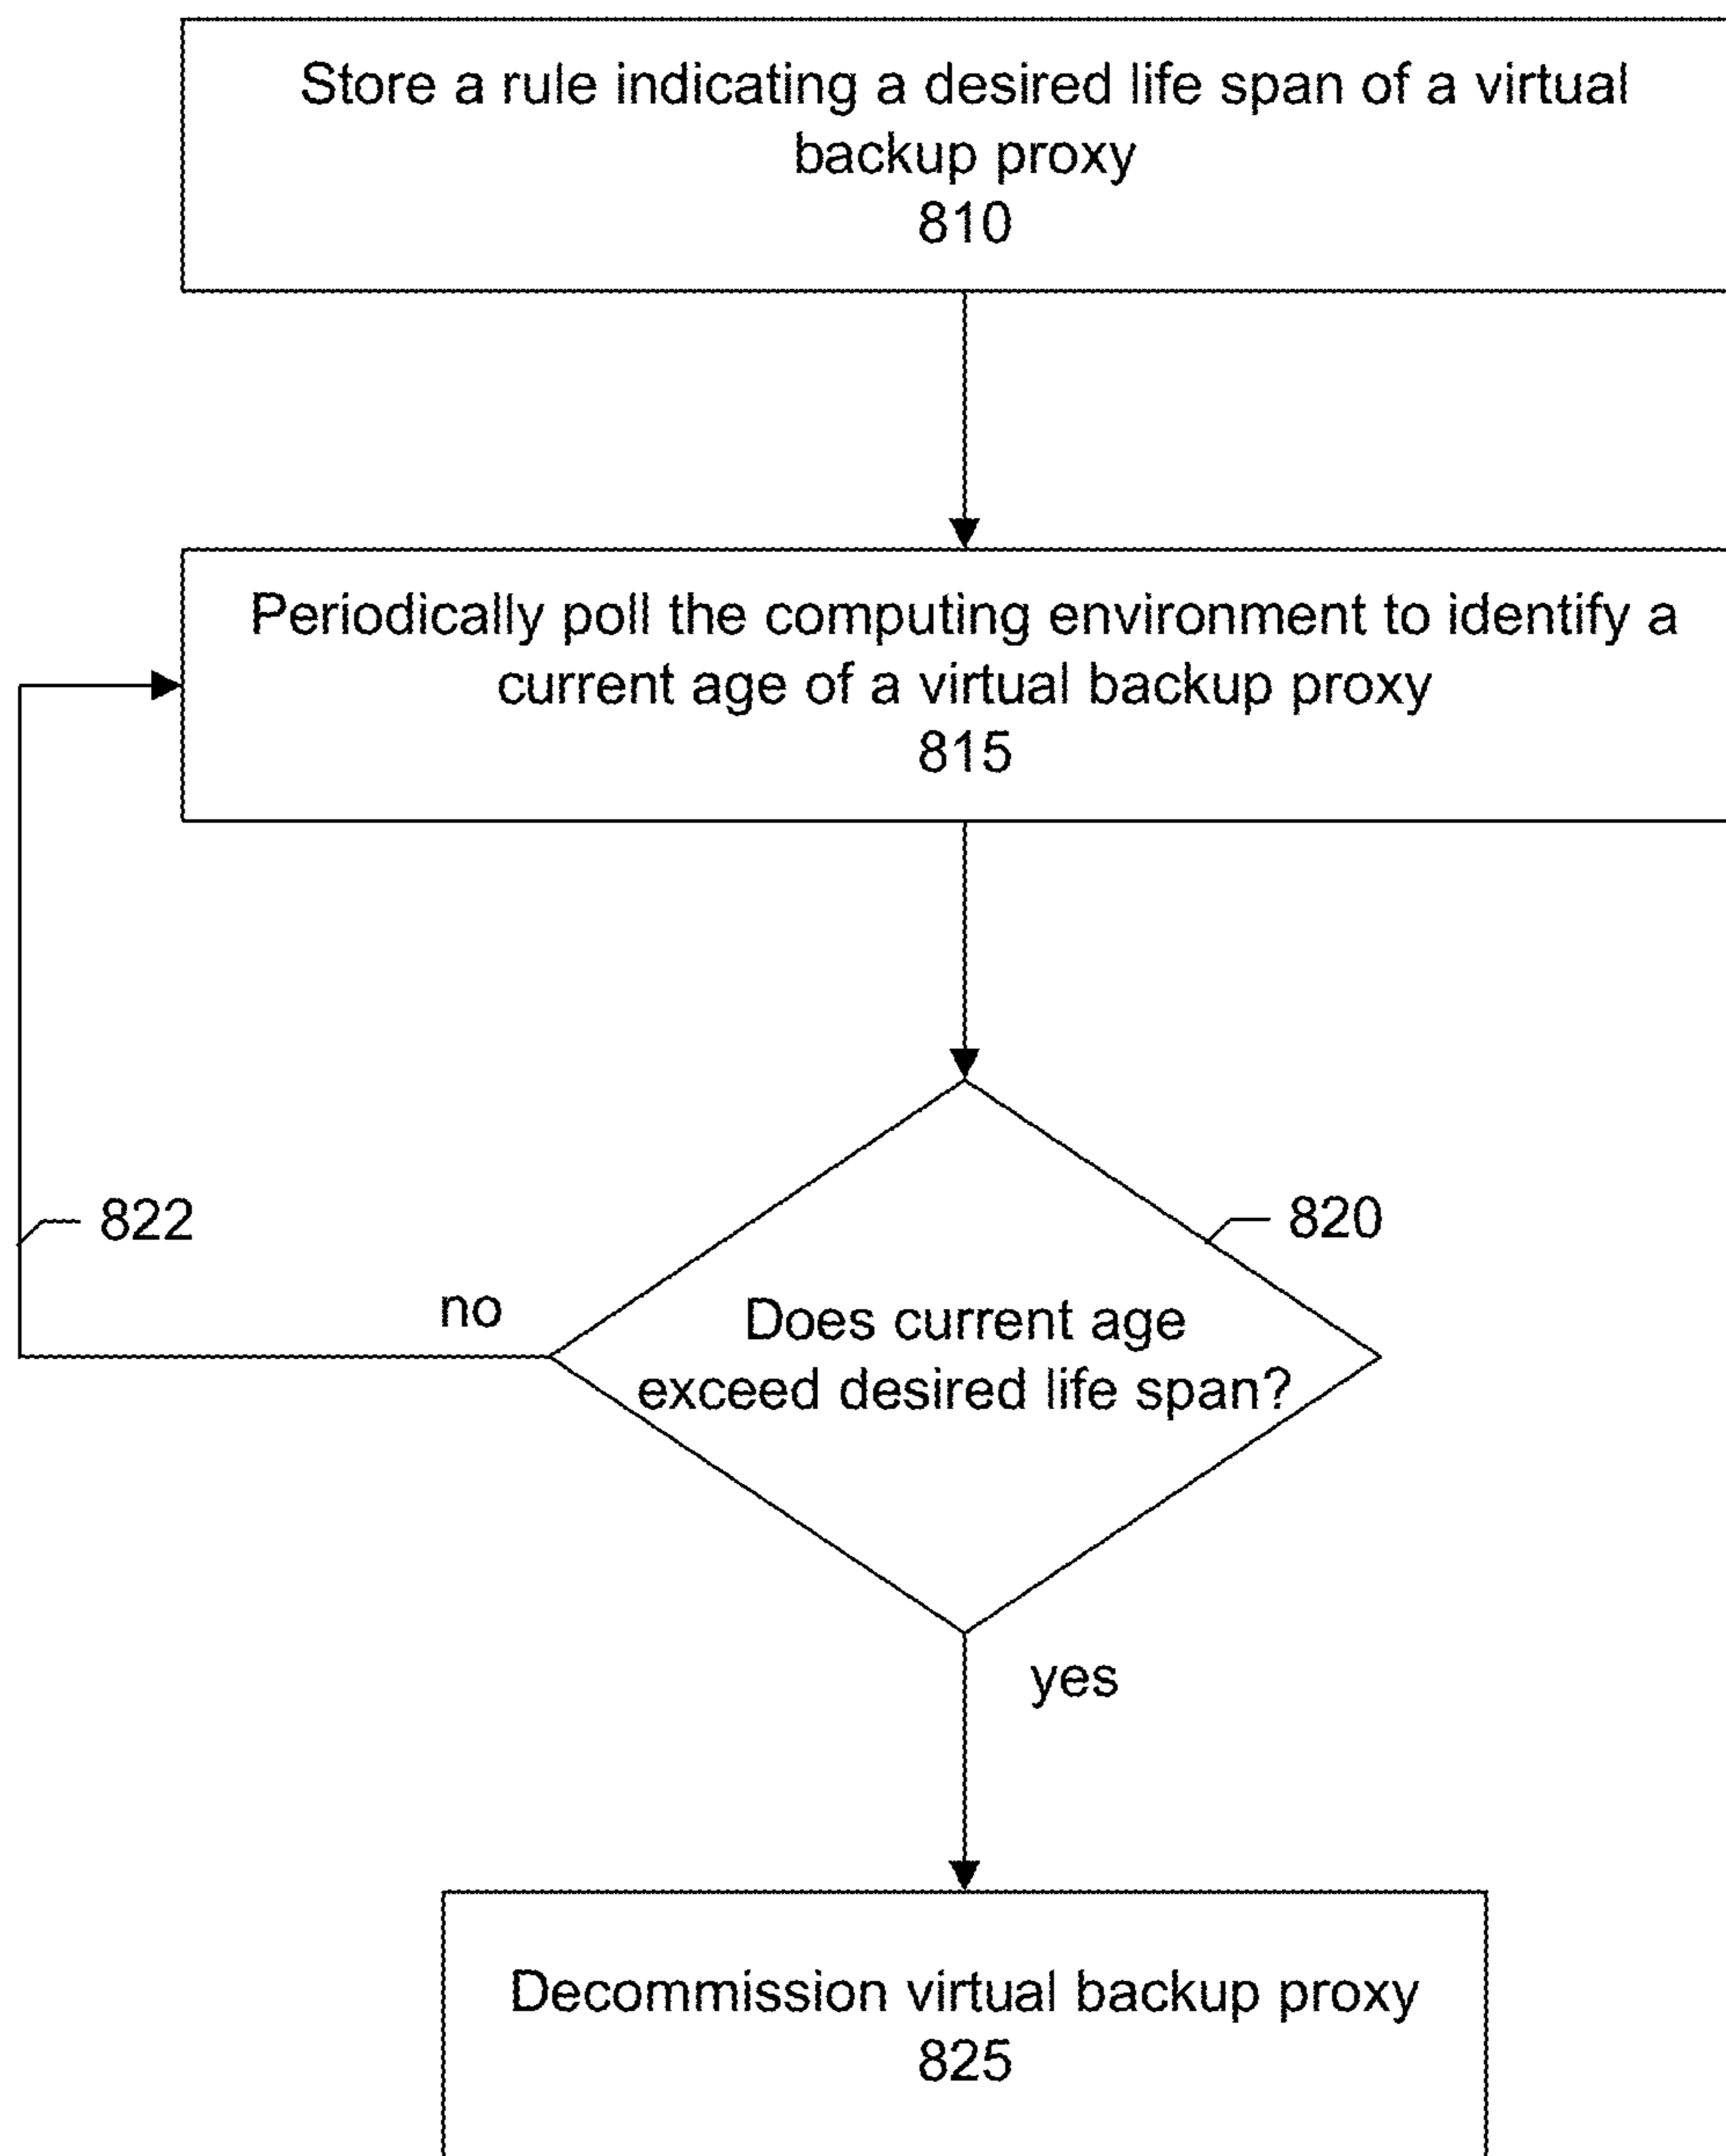 Store a rule indicating a desired life span of a virtual
backup proxy
810
Periodically poll the computing environment to identify a
current age of a virtual backup proxy
815
822
820
no
Does current age
exceed desired life span?
yes
Decommission virtual backup proxy
825